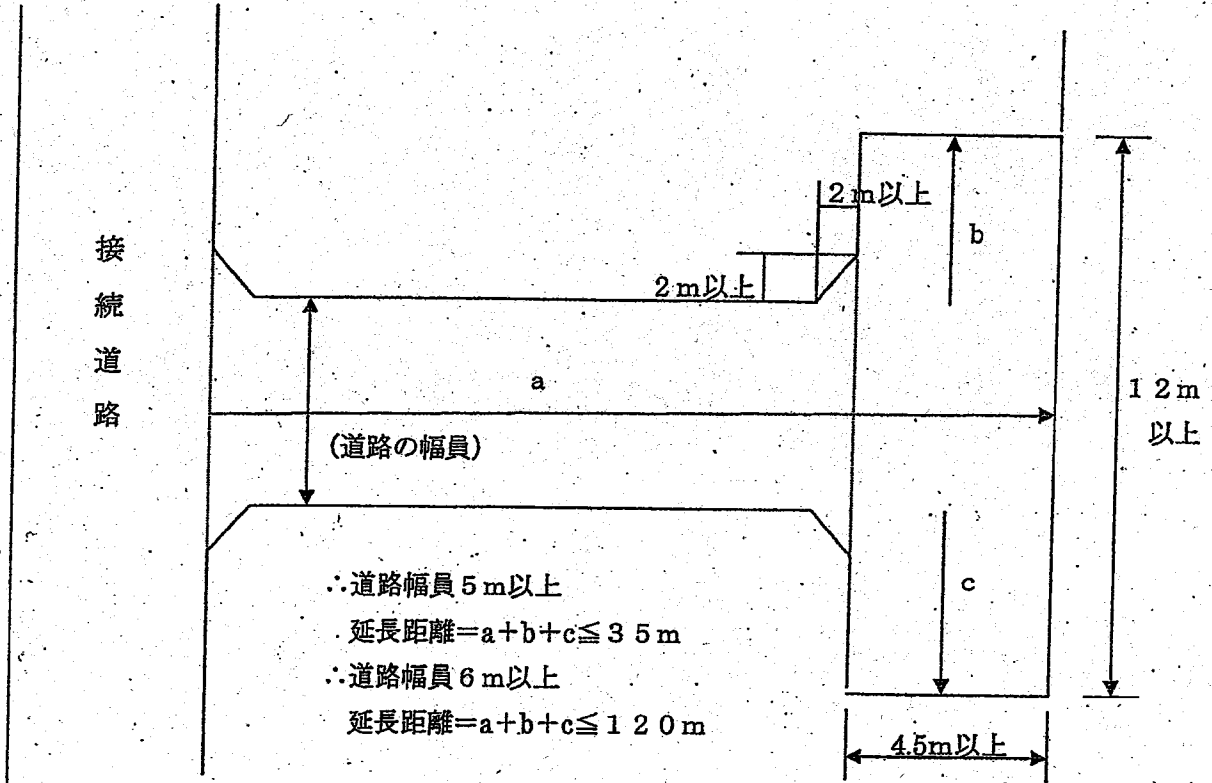 接続道路
2m以上
2m以上
b
a
(道路の幅員)
12m
以上
c
∴道路幅員5m以上
延長距離=a+b+c≦35m
∴道路幅員6m以上
延長距離=a+b+c≦120m
4.5m以上